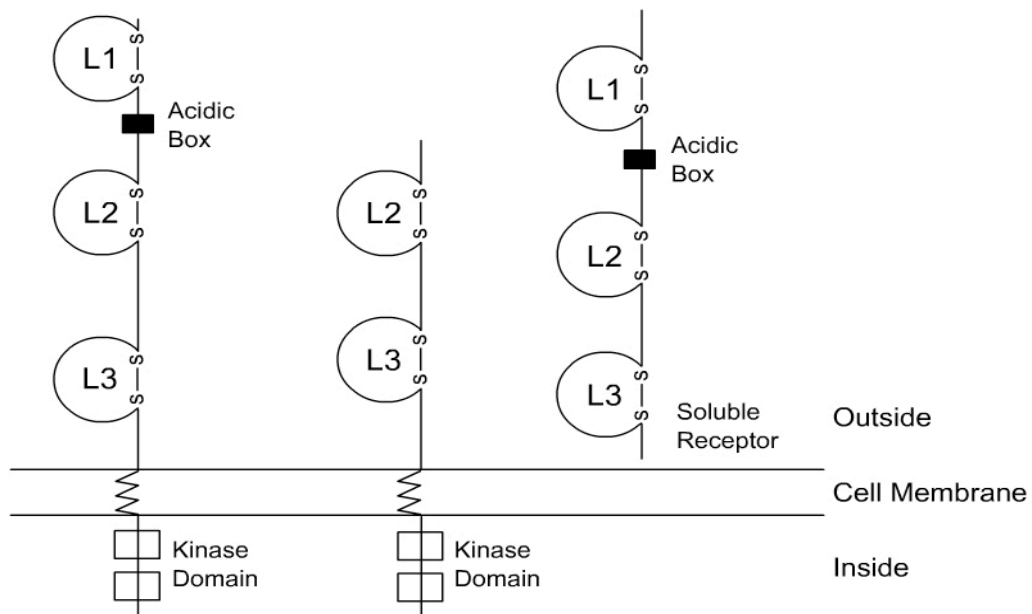 L1
S
S
Acidic
Box
L2
S
S
L3
S
S
Kinase
Domain
L2
S
S
L3
S
S
Kinase
Domain
L1
S
S
Acidic
Box
L2
S
S
L3
S
S
Soluble
Receptor
Outside
Cell Membrane
Inside